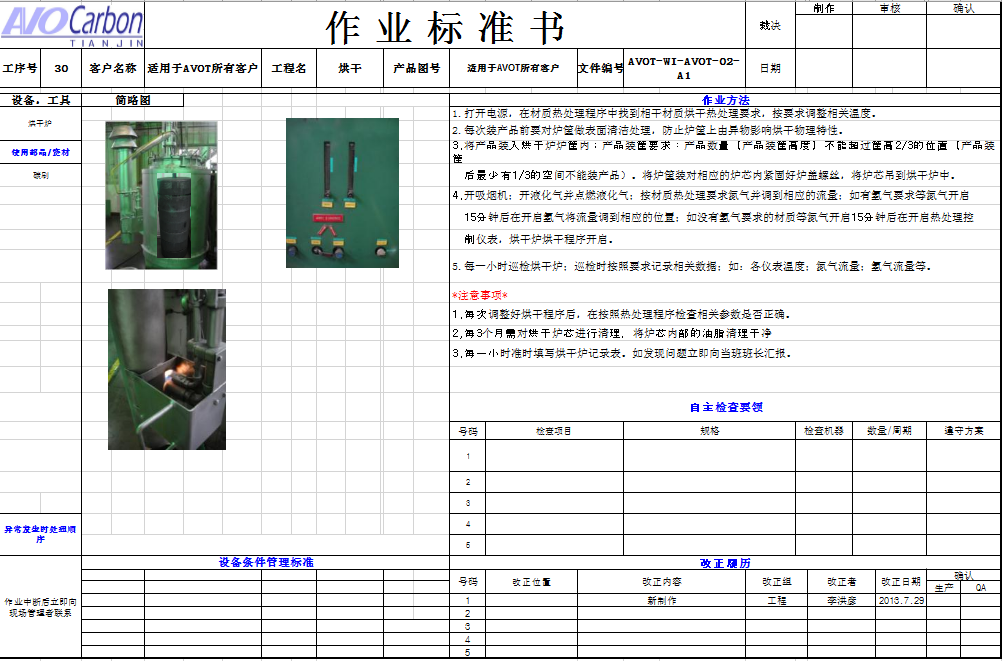 AVO Carbon
TIANJIN
作业标准书
裁决
制作
审核
确认
工序号
30
客户名称
适用于AVOT所有客户
工程名
烘干
产品图号
适用于AVOT所有客户
文件编号
AVOT-WI-AVOT-02-
A1
日期
设备．工具
简略图
作业方法
烘干炉
使用部品/资材
1.打开电源，在材质热处理程序中找到相干材质烘干热处理要求，按要求调整相关温度。
2.每次装产品前要对炉筐做表面清洁处理，防止炉筐上由异物影响烘干物理特性。
3,将产品装入烘干炉炉筐内；产品装筐要求：产品数量（产品装筐高度）不能超过筐高2/3的位置（产品装
筐
后最少有1/3的空间不能装产品）。将炉筐装对相应的炉芯内紧固好炉盖螺丝，将炉芯吊到烘干炉中。
4.开吸烟机；开液化气并点燃液化气；按材质热处理要求氮气并调到相应的流量；如有氢气要求等氮气开启
15分钟后在开启氢气将流量调到相应的位置；如没有氢气要求的材质等氮气开启15分钟后在开启热处理控
制仪表，烘干炉烘干程序开启。
5.每一小时巡检烘干炉；巡检时按照要求记录相关数据；如：各仪表温度；氮气流量；氢气流量等。
*注意事项*
1,每次调整好烘干程序后，在按照热处理程序检查相关参数是否正确。
2,每3个月需对烘干炉芯进行清理，将炉芯内部的油脂清理干净
3,每一小时准时填写烘干炉记录表。如发现问题立即向当班班长汇报。
自主检查要领
号码
检查项目
规格
检查机器
数量/周期
遵守方案
1
2
3
4
5
异常发生时处理顺
序
设备条件管理标准
改正履历
作业中断后立即向
现场管理者联系
号码
改正位置
改正内容
改正组
改正者
改正日期
确认
生产
QA
1
新制作
工程
李洪彦
2013.7.29
2
3
4
5